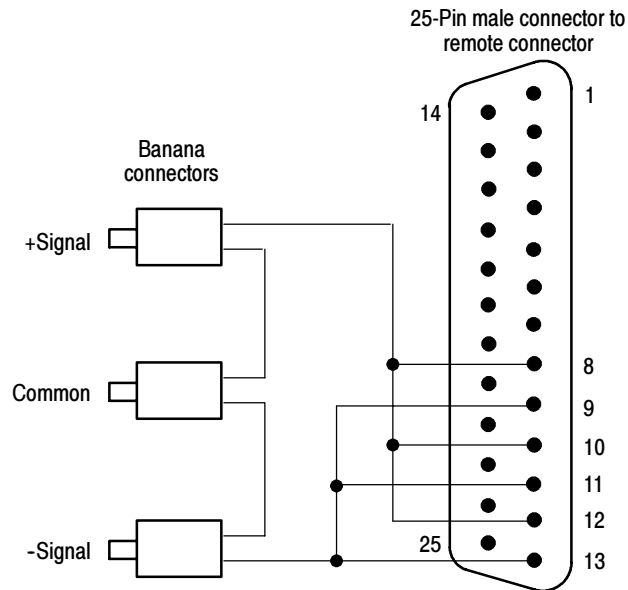 25-Pin male connector to
remote connector
1
14
Banana
connectors
+Signal
8
Common
9
10
11
12
-Signal
25
13